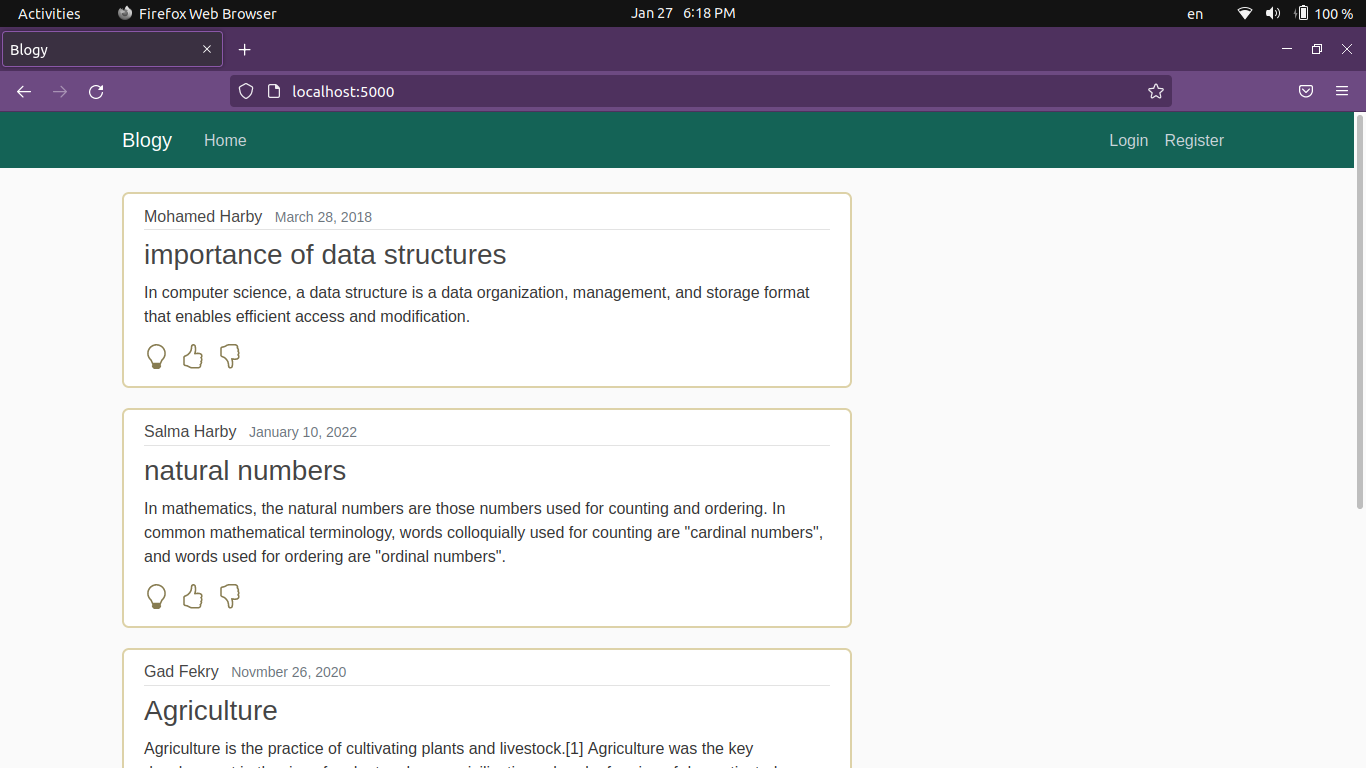 Activities Firefox Web Browser Jan 27 6:18 PM en 100 %
Blogy
localhost:5000
Blogy Home Login Register
Mohamed Harby March 28, 2018
importance of data structures
In computer science, a data structure is a data organization, management, and storage format
that enables efficient access and modification.
Salma Harby January 10, 2022
natural numbers
In mathematics, the natural numbers are those numbers used for counting and ordering. In
common mathematical terminology, words colloquially used for counting are "cardinal numbers",
and words used for ordering are "ordinal numbers".
Gad Fekry Novmber 26, 2020
Agriculture
Agriculture is the practice of cultivating plants and livestock.[1] Agriculture was the key